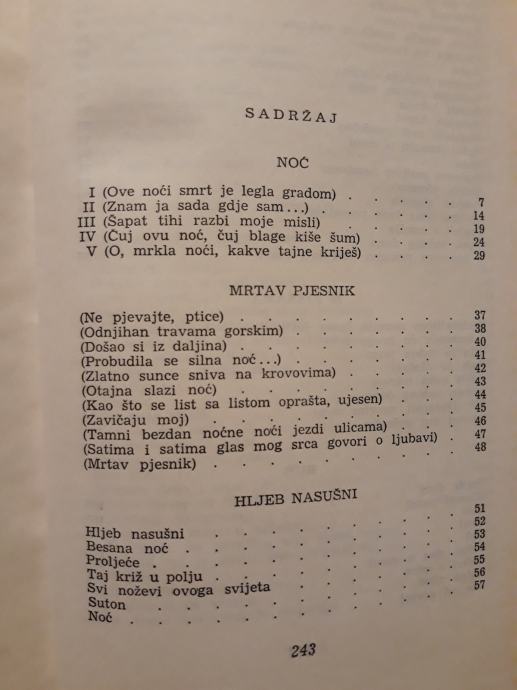 SADRŽAJ
NOĆ
I (Ove noći smrt je legla gradom) . . . . . 7
II (Znam ja sada gdje sam...) . . . . . . 14
III (Šapat tihi razbi moje misli) . . . . . . 19
IV (Čuj ovu noć, čuj blage kiše šum) . . . . 24
V (O, mrkla noći, kakve tajne kriješ) . . . . 29
MRTAV PJESNIK
(Ne pjevajte, ptice) . . . . . . . . 37
(Odnjihan travama gorskim) . . . . . . 38
(Došao si iz daljina) . . . . . . . . 40
(Probudila se silna noć...) . . . . . . 41
(Zlatno sunce sniva na krovovima) . . . . 42
(Otajna slazi noć) . . . . . . . . 43
(Kao što se list sa listom oprašta, ujesen) . . . 44
(Zavičaju moj) . . . . . . . . . 45
(Tamni bezdan noćne noći jezdi ulicama) . . . 46
(Satima i satima glas mog srca govori o ljubavi) . 47
(Mrtav pjesnik) . . . . . . . . 48
HLJEB NASUŠNI
Hljeb nasušni . . . . . . . . 51
Besana noć . . . . . . . . . 52
Proljeće . . . . . . . . . . 53
Taj križ u polju . . . . . . . . 54
Svi noževi ovoga svijeta . . . . . . 55
Suton . . . . . . . . . . 56
Noć . . . . . . . . . . 57
243